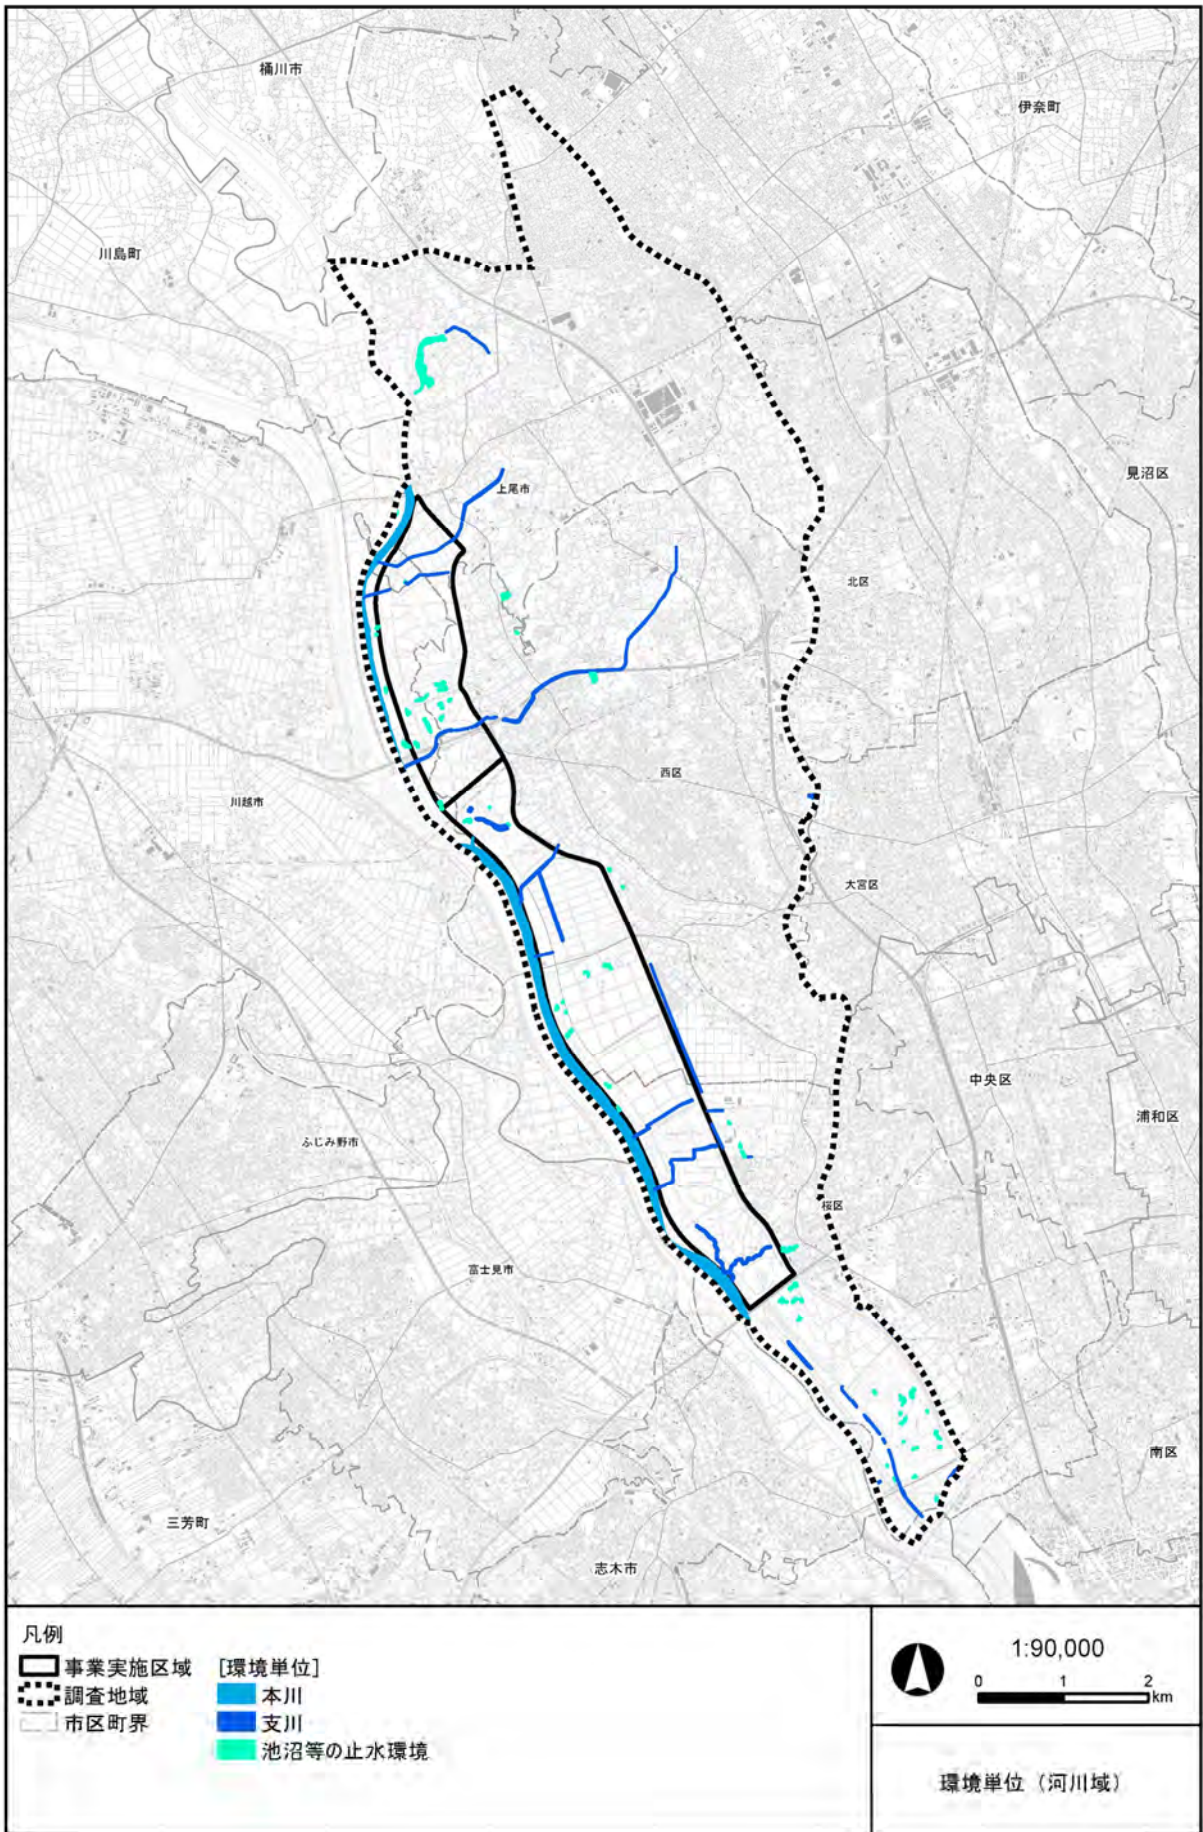 桶川市
伊奈町
川島町
見沼区
上尾市
北区
西区
川越市
大宮区
中央区
浦和区
ふじみ野市
桜区
富士見市
南区
三芳町
志木市
凡例
事業実施区域
調査地域
市区町界
[環境単位]
本川
支川
池沼等の止水環境
1:90,000
0 1 2
km
環境単位（河川域）